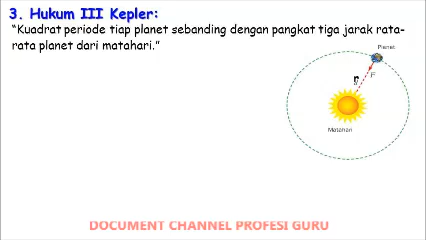 3. Hukum III Kepler:
"Kuadrat periode tiap planet sebanding dengan pangkat tiga jarak rata-
rata planet dari matahari."
Planet
F
Matahari
DOCUMENT CHANNEL PROFESI GURU